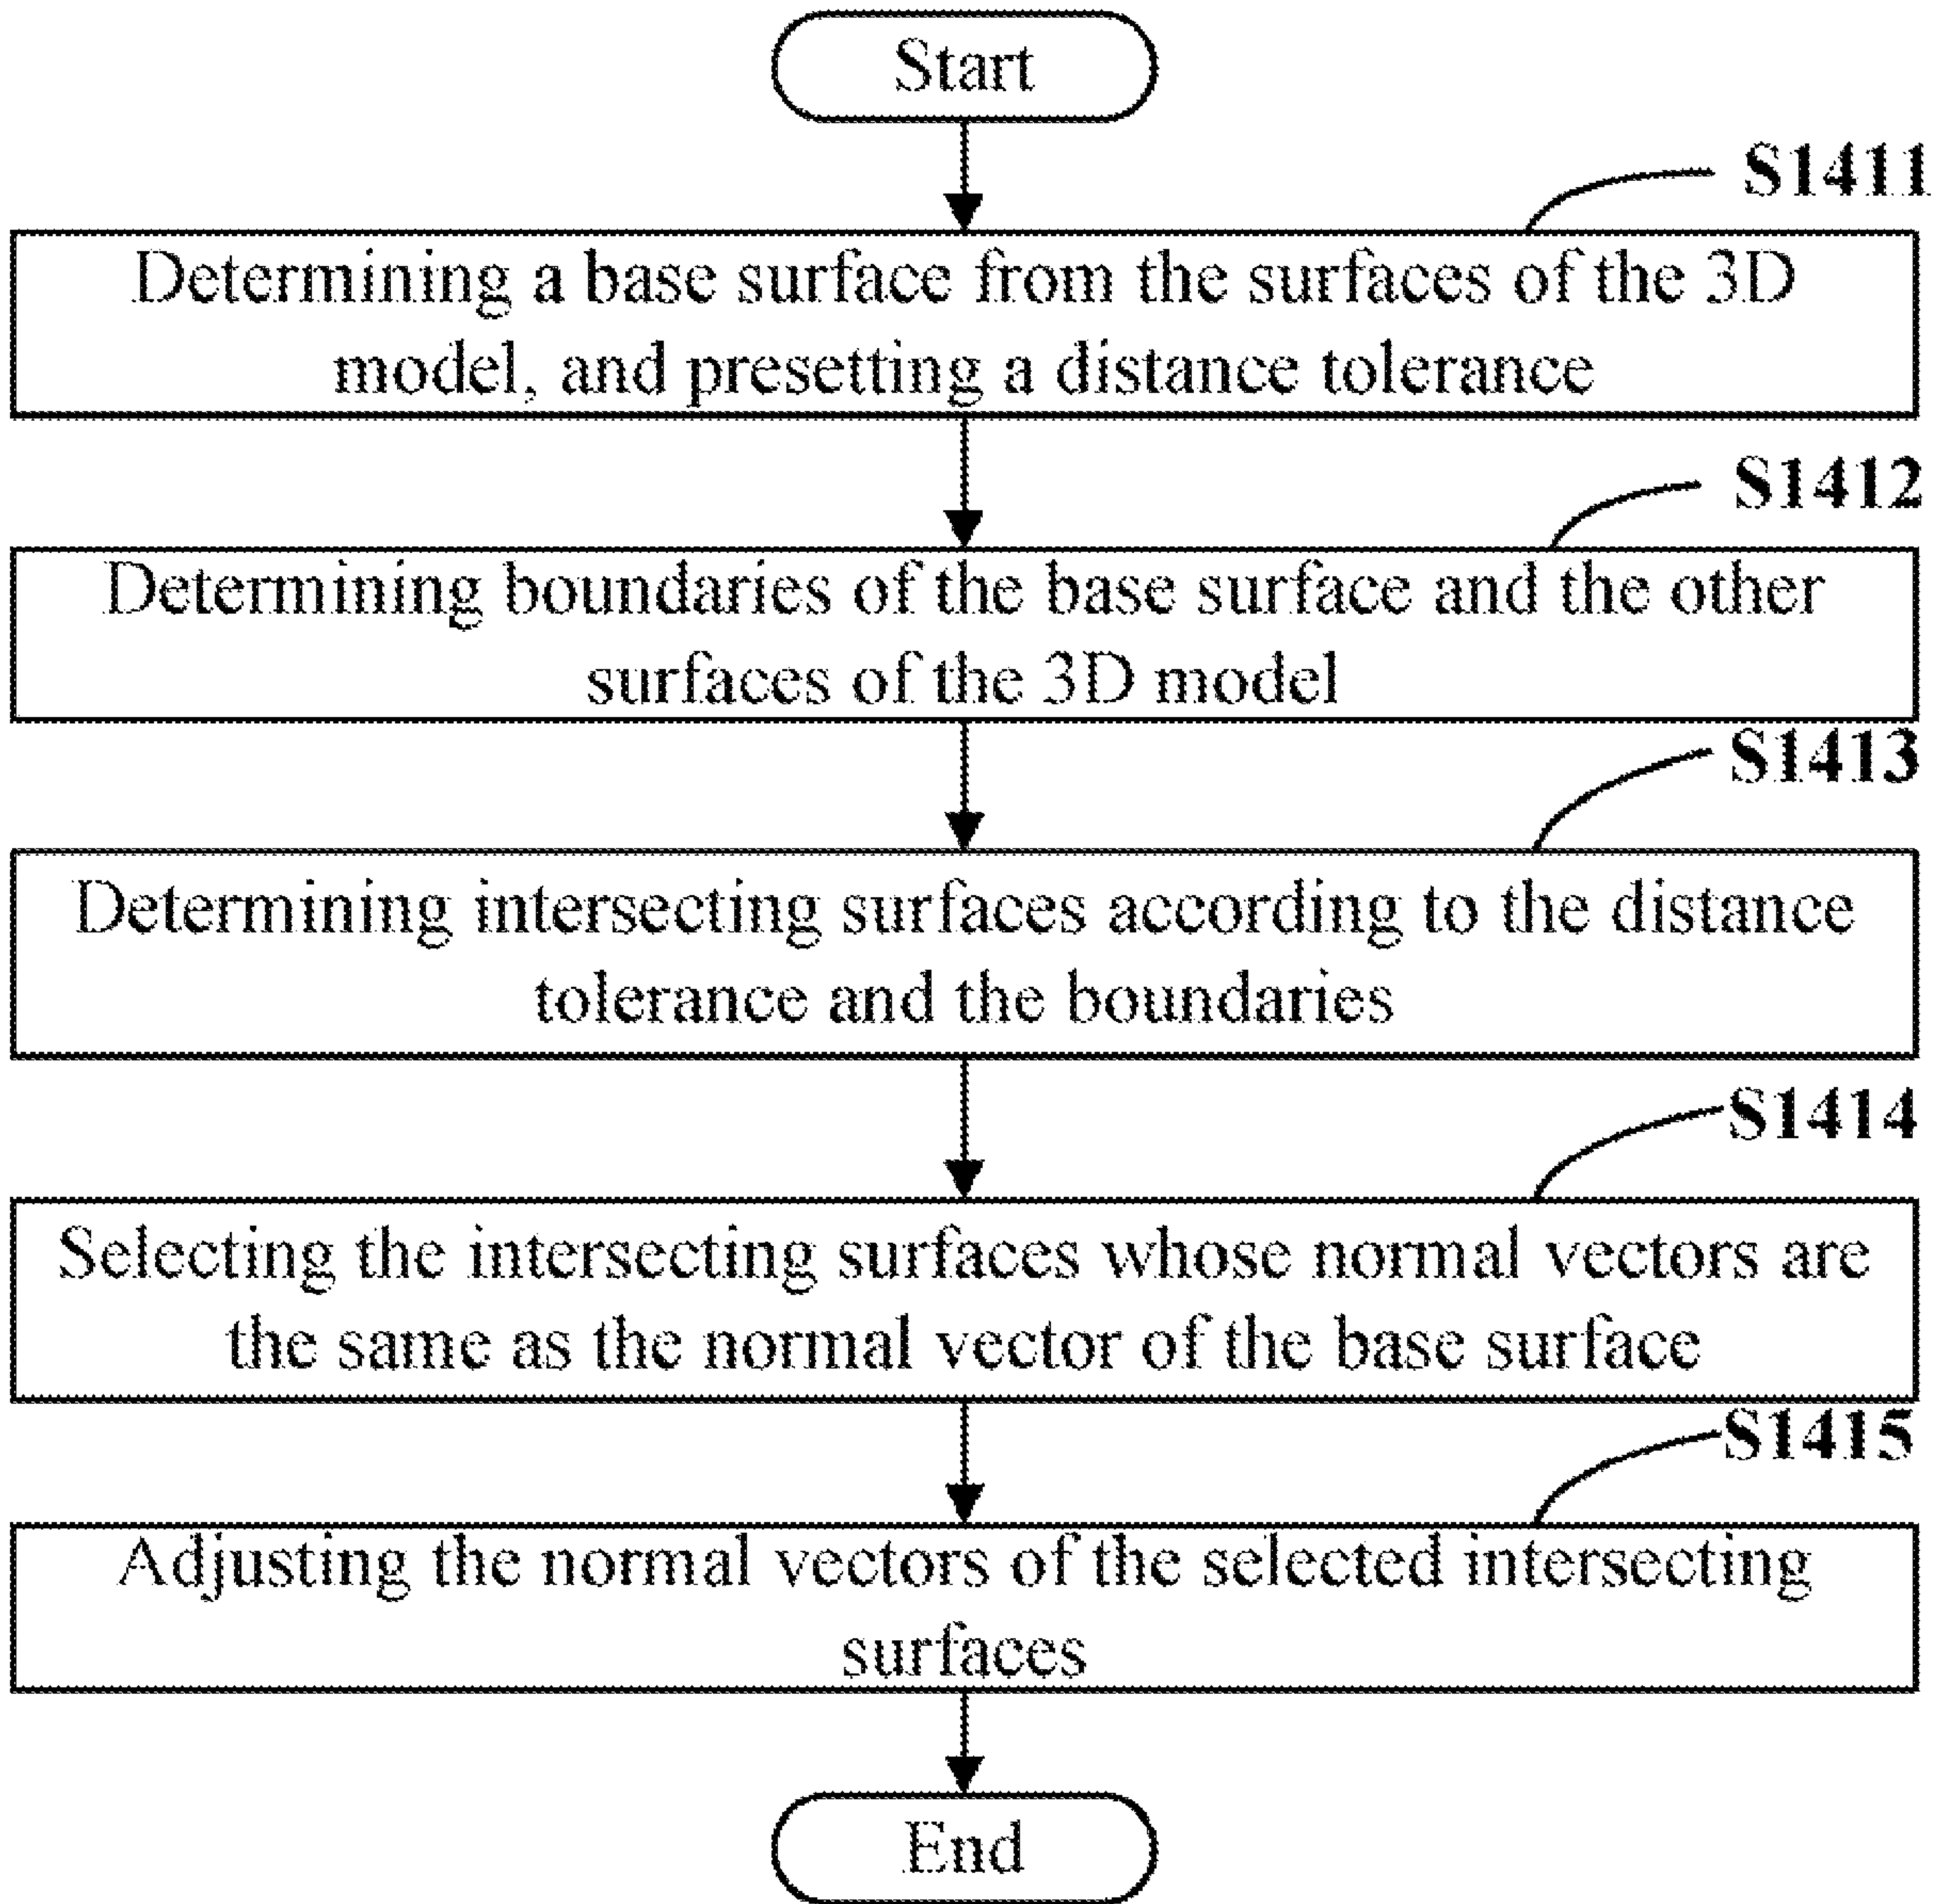 Start
S1411
Determining a base surface from the surfaces of the 3D
model, and presetting a distance tolerance
S1412
Determining boundaries of the base surface and the other
surfaces of the 3D model
S1413
Determining intersecting surfaces according to the distance
tolerance and the boundaries
S1414
Selecting the intersecting surfaces whose normal vectors are
the same as the normal vector of the base surface
S1415
Adjusting the normal vectors of the selected intersecting
surfaces
End